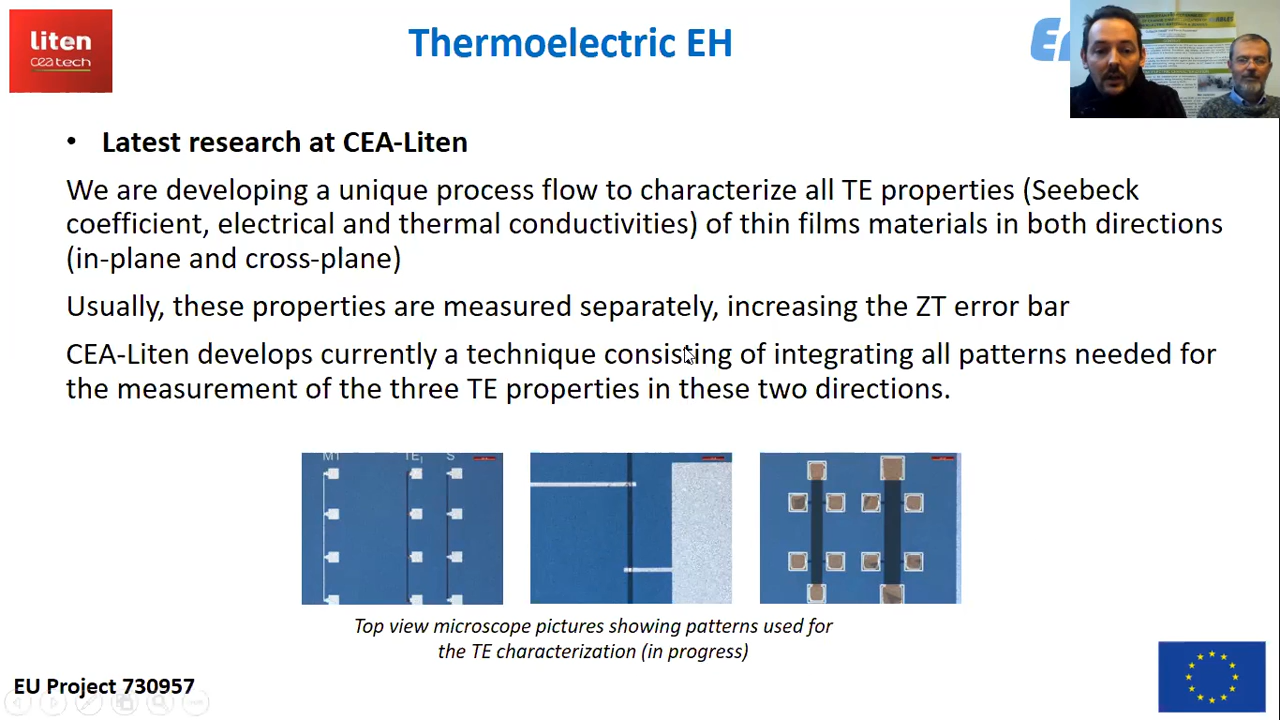 liten
ceatech
Thermoelectric EH
• Latest research at CEA-Liten
We are developing a unique process flow to characterize all TE properties (Seebeck
coefficient, electrical and thermal conductivities) of thin films materials in both directions
(in-plane and cross-plane)
Usually, these properties are measured separately, increasing the ZT error bar
CEA-Liten develops currently a technique consisting of integrating all patterns needed for
the measurement of the three TE properties in these two directions.
M1 TE S
Top view microscope pictures showing patterns used for
the TE characterization (in progress)
EU Project 730957